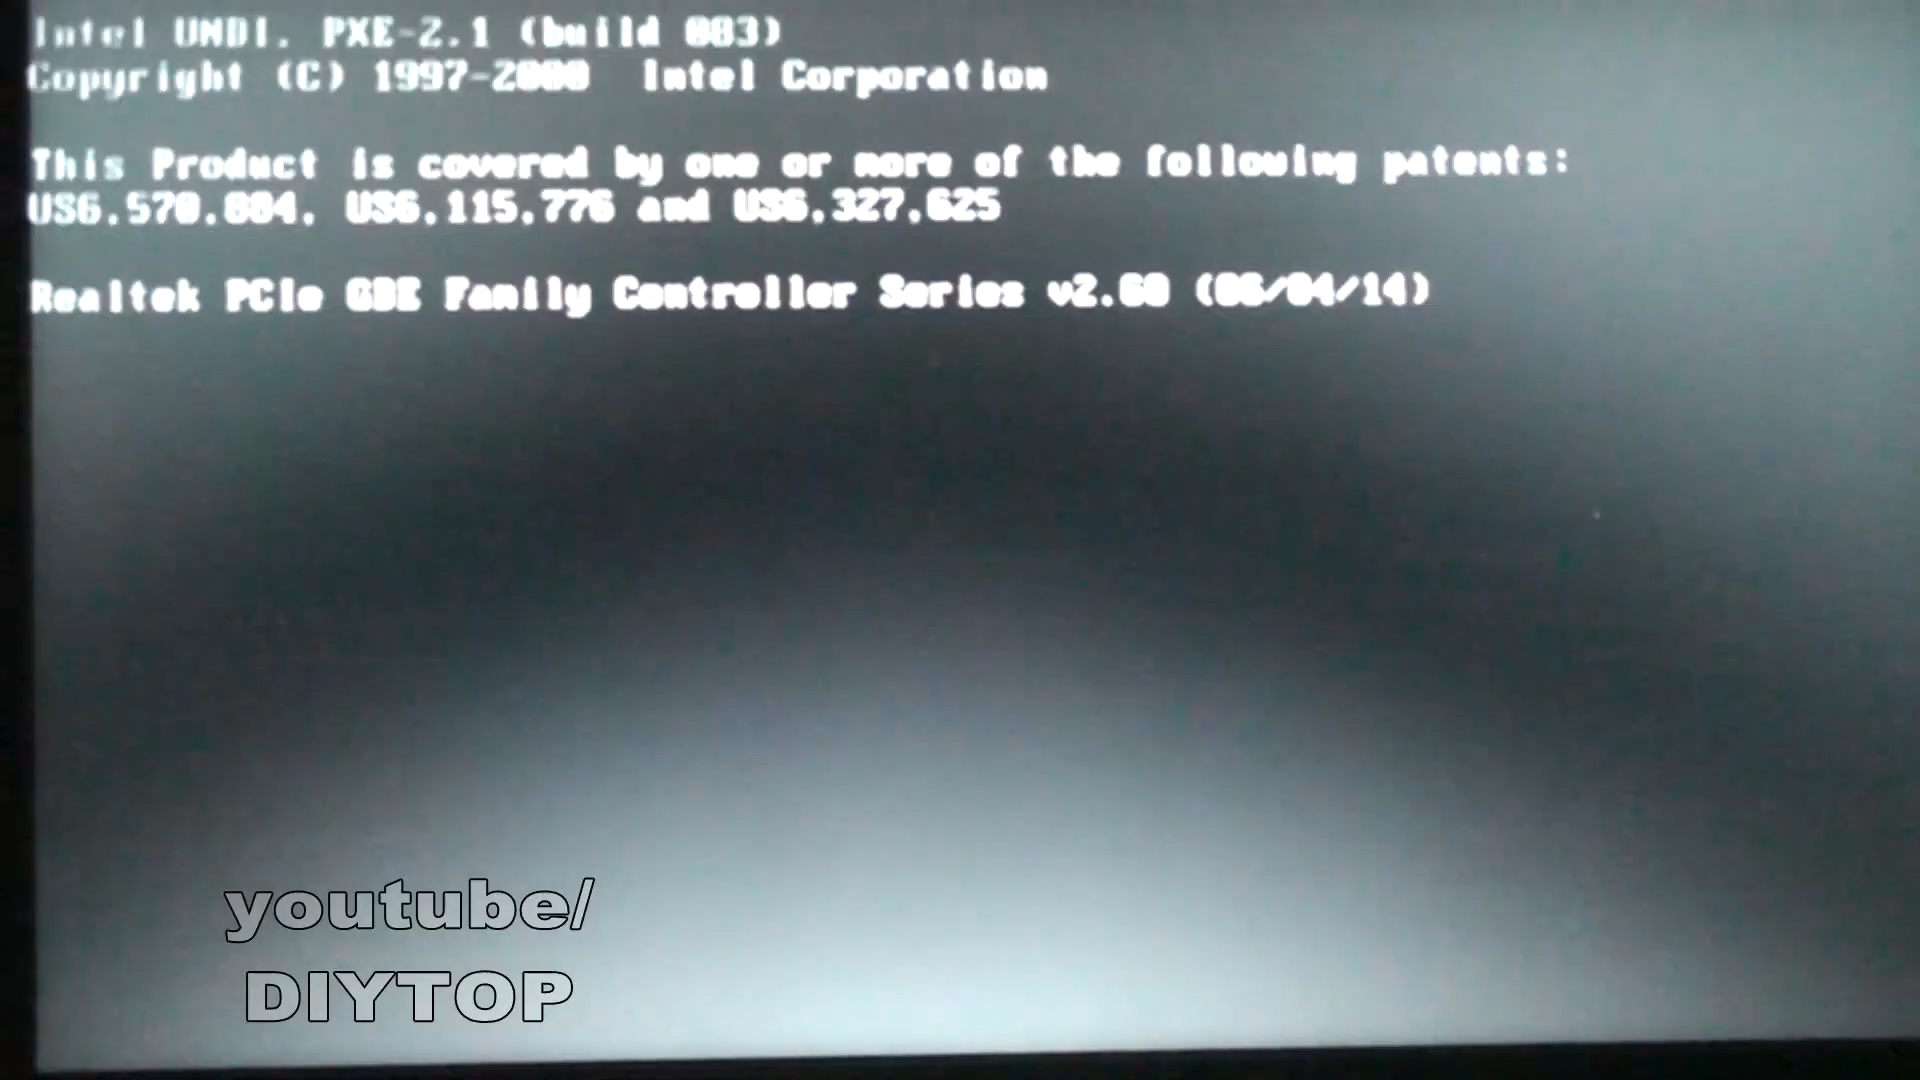 Intel UNDI, PXE-2.1 (build 083)
Copyright (C) 1997-2000 Intel Corporation
This Product is covered by one or more of the following patents:
US6,570,884, US6,115,776 and US6,327,625
Realtek PCIe GBE Family Controller Series v2.60 (06/04/14)
youtube/
DIYTOP